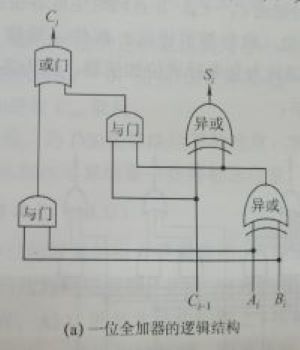 C_i
S_i
或门
与门
异或
与门
异或
C_{i-1}
A_i
B_i
(a) 一位全加器的逻辑结构